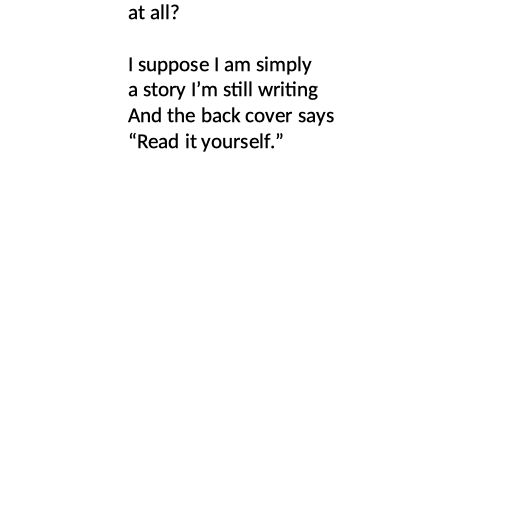 at all?
I suppose I am simply
a story I’m still writing
And the back cover says
“Read it yourself.”